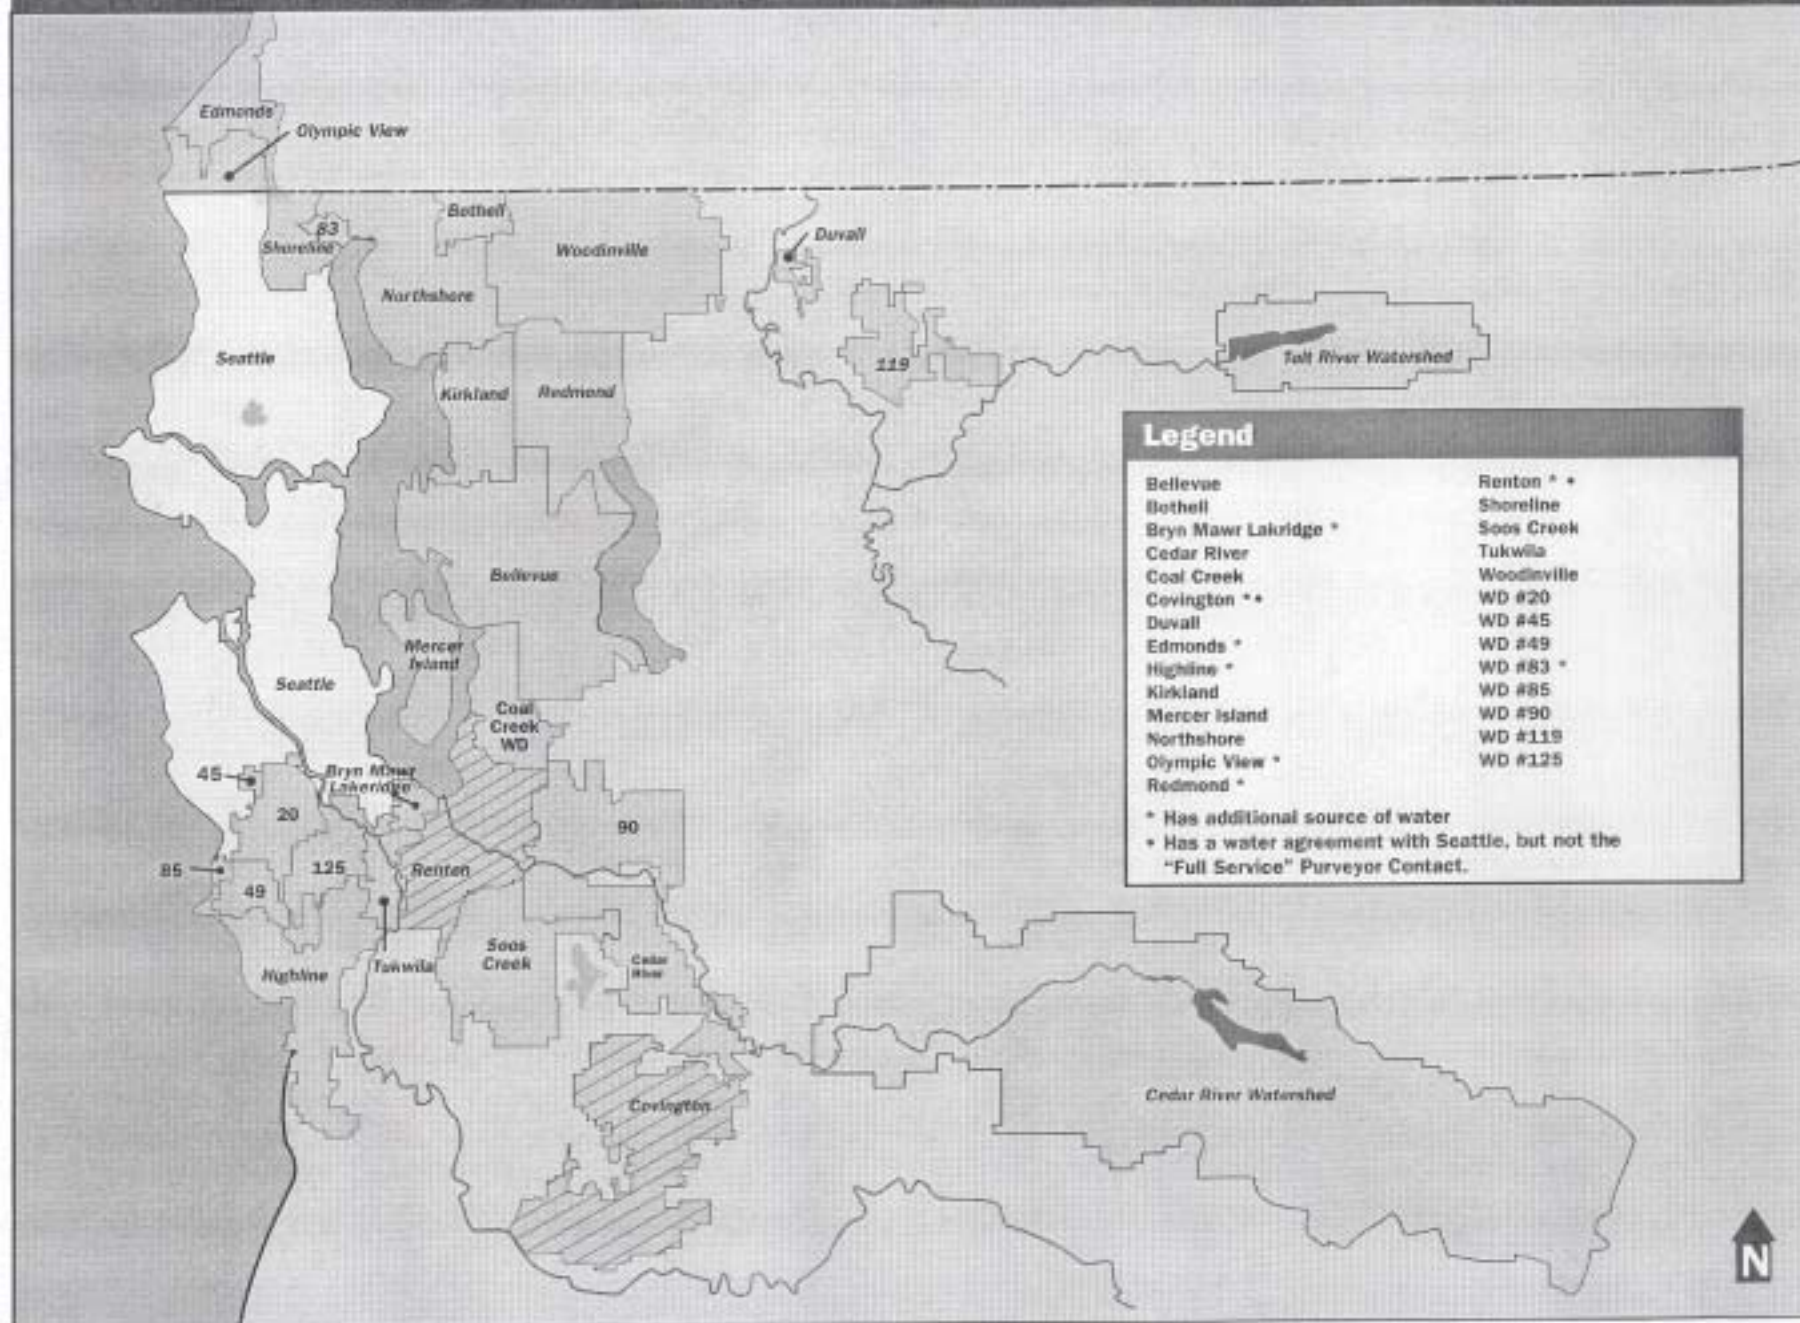 Edmonds
Olympic View
Bothell
83
Shoreline
Woodinville
Duvall
Northshore
Seattle
119
Tolt River Watershed
Kirkland
Redmond
Legend
Bellevue
Bothell
Bryn Mawr Lakridge *
Cedar River
Coal Creek
Covington *•
Duvall
Edmonds *
Highline *
Kirkland
Mercer Island
Northshore
Olympic View *
Redmond *
Renton * •
Shoreline
Soos Creek
Tukwila
Woodinville
WD #20
WD #45
WD #49
WD #83 *
WD #85
WD #90
WD #119
WD #125
* Has additional source of water
• Has a water agreement with Seattle, but not the
“Full Service” Purveyor Contact.
Bellevue
Mercer
Island
Seattle
Coal
Creek
WD
45
Bryn Mawr
Lakeridge
20
90
85
125
Renton
49
Soos
Creek
Cedar
River
Highline
Tukwila
Covington
Cedar River Watershed
N